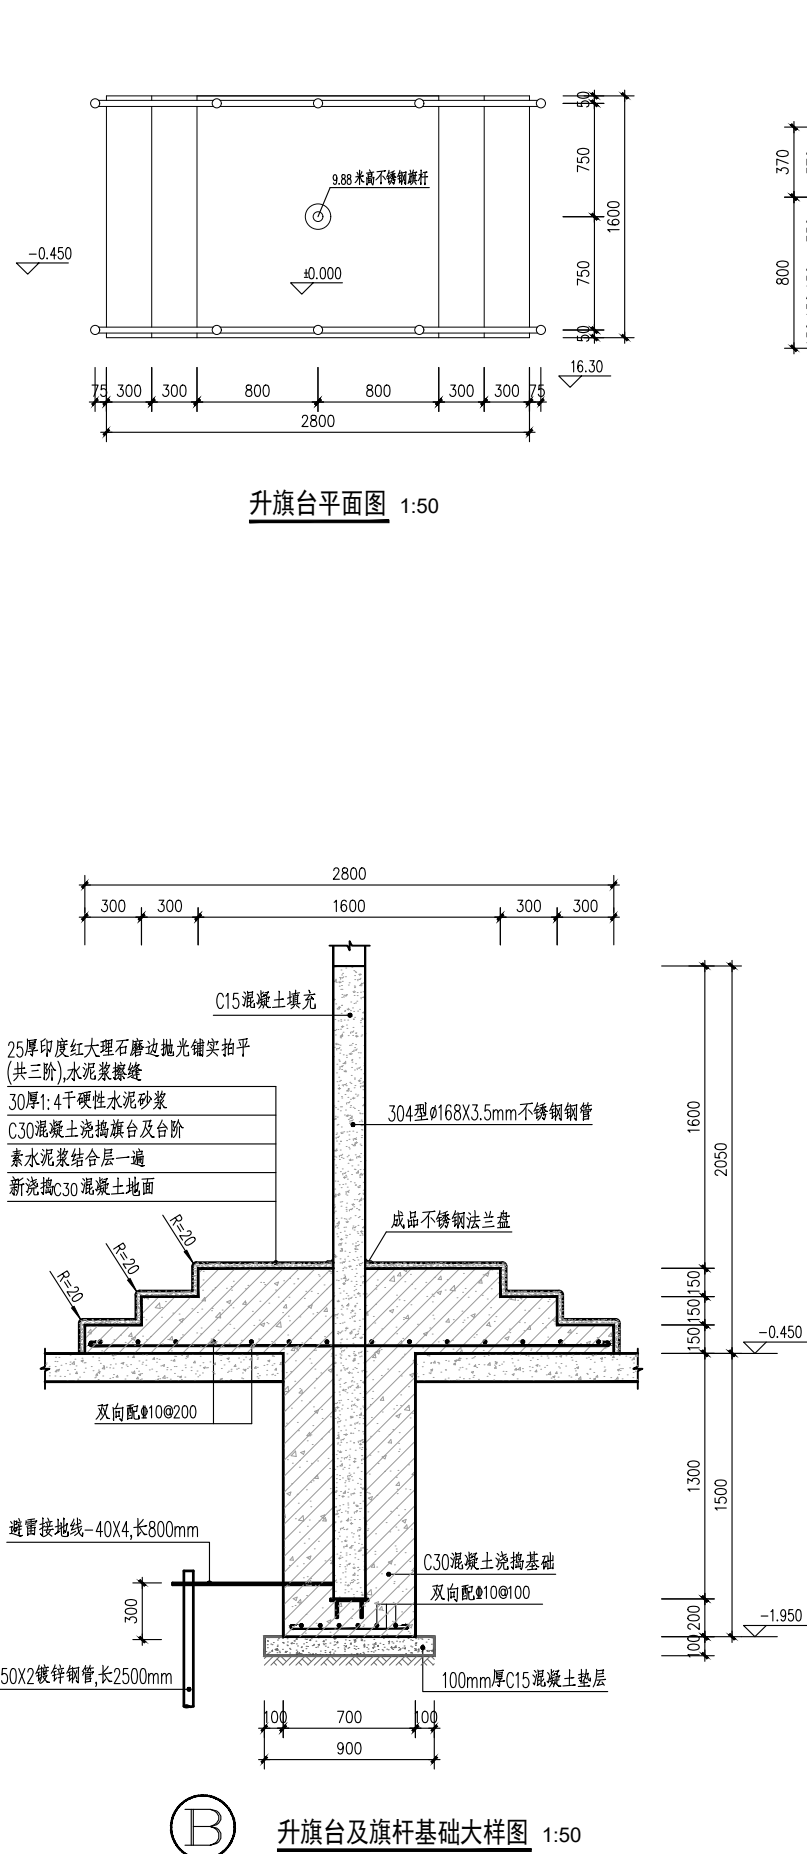 50
370
750
9.88 米高不锈钢旗杆
1600
-0.450
±0.000
750
800
50
16.30
75 300 300 800 800 300 300 75
2800
升旗台平面图 1:50
2800
300 300 1600 300 300
C15混凝土填充
25厚印度红大理石磨边抛光铺实拍平
(共三阶),水泥浆擦缝
30厚1:4干硬性水泥砂浆
304型ø168X3.5mm不锈钢钢管
1600
C30混凝土浇捣旗台及台阶
2050
素水泥浆结合层一遍
新浇捣C30混凝土地面
成品不锈钢法兰盘
R=20
R=20
R=20
150
150
150
-0.450
双向配Φ10@200
1300
1500
避雷接地线-40X4,长800mm
C30混凝土浇捣基础
双向配Φ10@100
300
200
-1.950
100
50X2镀锌钢管,长2500mm
100mm厚C15混凝土垫层
100 700 100
900
B 升旗台及旗杆基础大样图 1:50